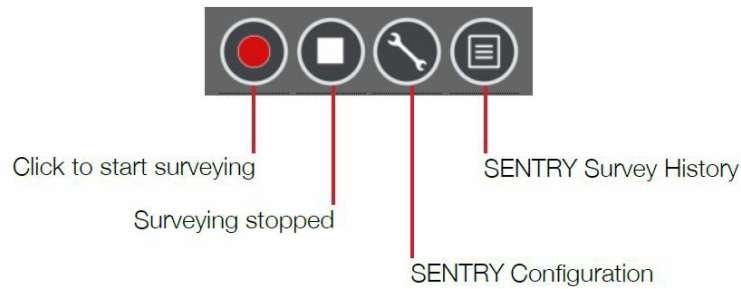 Click to start surveying
SENTRY Survey History
Surveying stopped
SENTRY Configuration